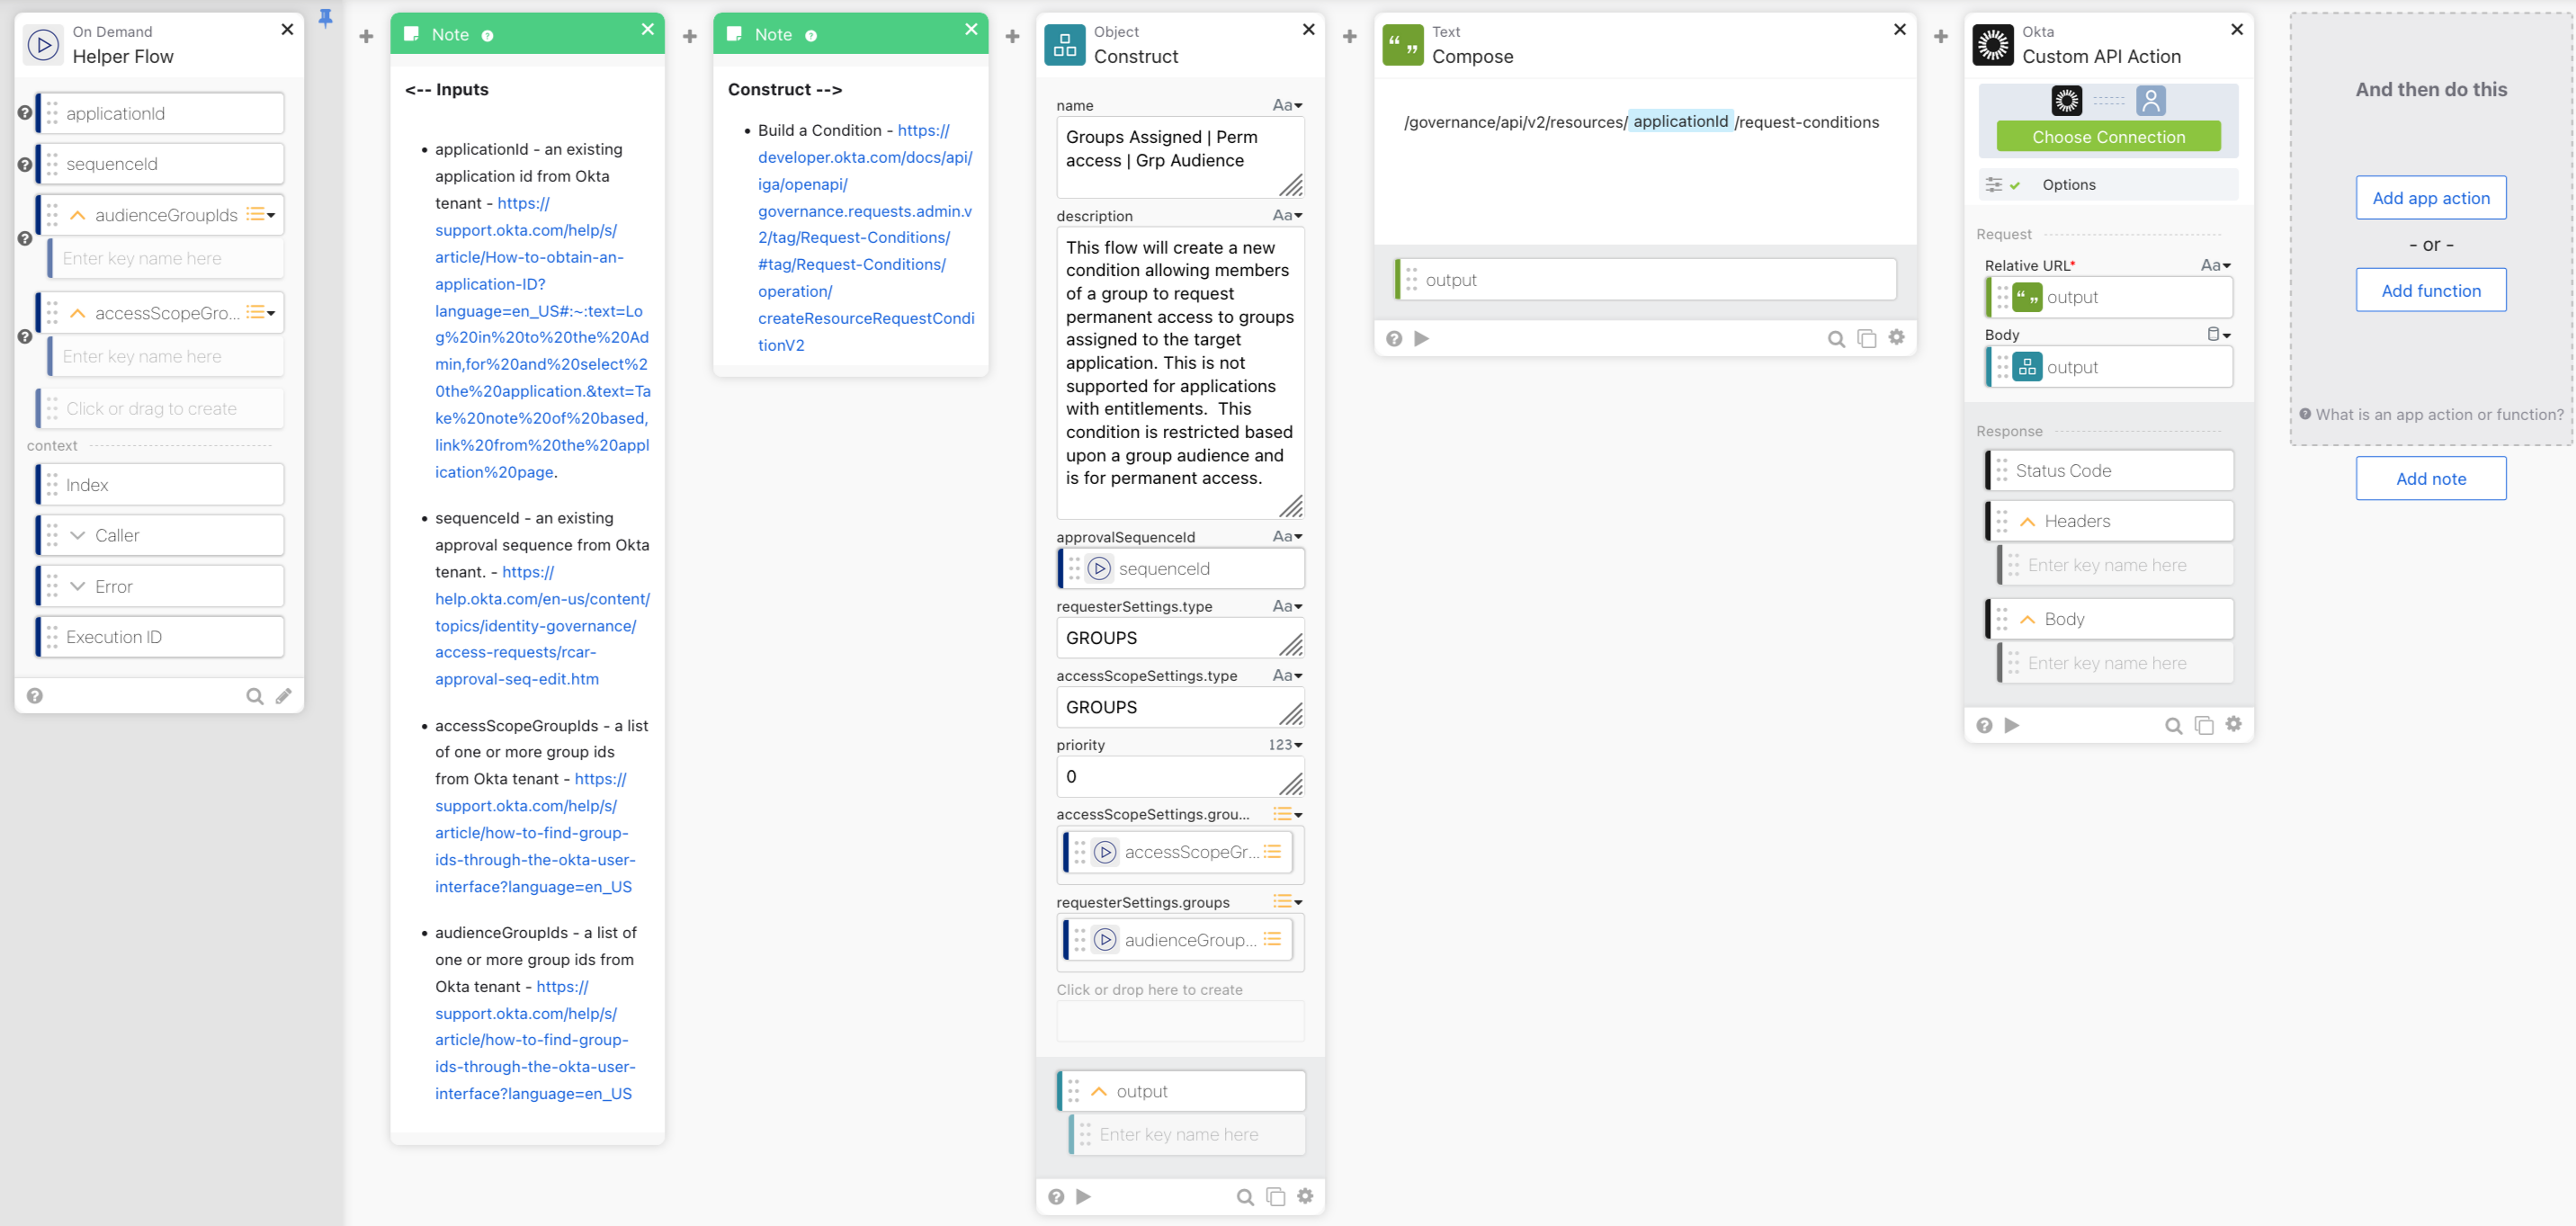 On Demand
Helper Flow
applicationId
sequenceId
audienceGroupIds
Enter key name here
accessScopeGro...
Enter key name here
Click or drag to create
context
Index
Caller
Error
Execution ID
Note
<-- Inputs
applicationId - an existing
application id from Okta
tenant - https://
support.okta.com/help/s/
article/How-to-obtain-an-
application-ID?
language=en_US#:~:text=Lo
g%20in%20to%20the%20Ad
min,for%20and%20select%2
0the%20application.&text=Ta
ke%20note%20of%20based,
link%20from%20the%20appl
ication%20page.
sequenceId - an existing
approval sequence from Okta
tenant. - https://
help.okta.com/en-us/content/
topics/identity-governance/
access-requests/rcar-
approval-seq-edit.htm
accessScopeGroupIds - a list
of one or more group ids
from Okta tenant - https://
support.okta.com/help/s/
article/how-to-find-group-
ids-through-the-okta-user-
interface?language=en_US
audienceGroupIds - a list of
one or more group ids from
Okta tenant - https://
support.okta.com/help/s/
article/how-to-find-group-
ids-through-the-okta-user-
interface?language=en_US
Note
Construct -->
Build a Condition - https://
developer.okta.com/docs/api/
iga/openapi/
governance.requests.admin.v
2/tag/Request-Conditions/
#tag/Request-Conditions/
operation/
createResourceRequestCondi
tionV2
Object
Construct
name Aa
Groups Assigned | Perm
access | Grp Audience
description Aa
This flow will create a new
condition allowing members
of a group to request
permanent access to groups
assigned to the target
application. This is not
supported for applications
with entitlements.  This
condition is restricted based
upon a group audience and
is for permanent access.
approvalSequenceId Aa
sequenceId
requesterSettings.type Aa
GROUPS
accessScopeSettings.type Aa
GROUPS
priority 123
0
accessScopeSettings.grou...
accessScopeGr...
requesterSettings.groups
audienceGroup...
Click or drop here to create
output
Enter key name here
Text
Compose
/governance/api/v2/resources/ applicationId /request-conditions
output
Okta
Custom API Action
Choose Connection
Options
Request
Relative URL* Aa
output
Body
output
Response
Status Code
Headers
Enter key name here
Body
Enter key name here
And then do this
Add app action
- or -
Add function
What is an app action or function?
Add note